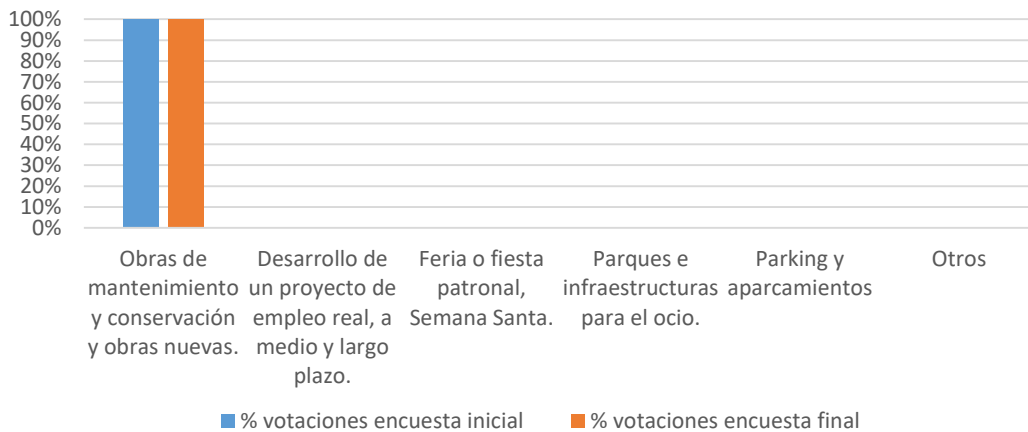 100%
90%
80%
70%
60%
50%
40%
30%
20%
10%
0%
Obras de
mantenimiento
y conservación
y obras nuevas.
Desarrollo de
un proyecto de
empleo real, a
medio y largo
plazo.
Feria o fiesta
patronal,
Semana Santa.
Parques e
infraestructuras
para el ocio.
Parking y
aparcamientos
Otros
% votaciones encuesta inicial
% votaciones encuesta final